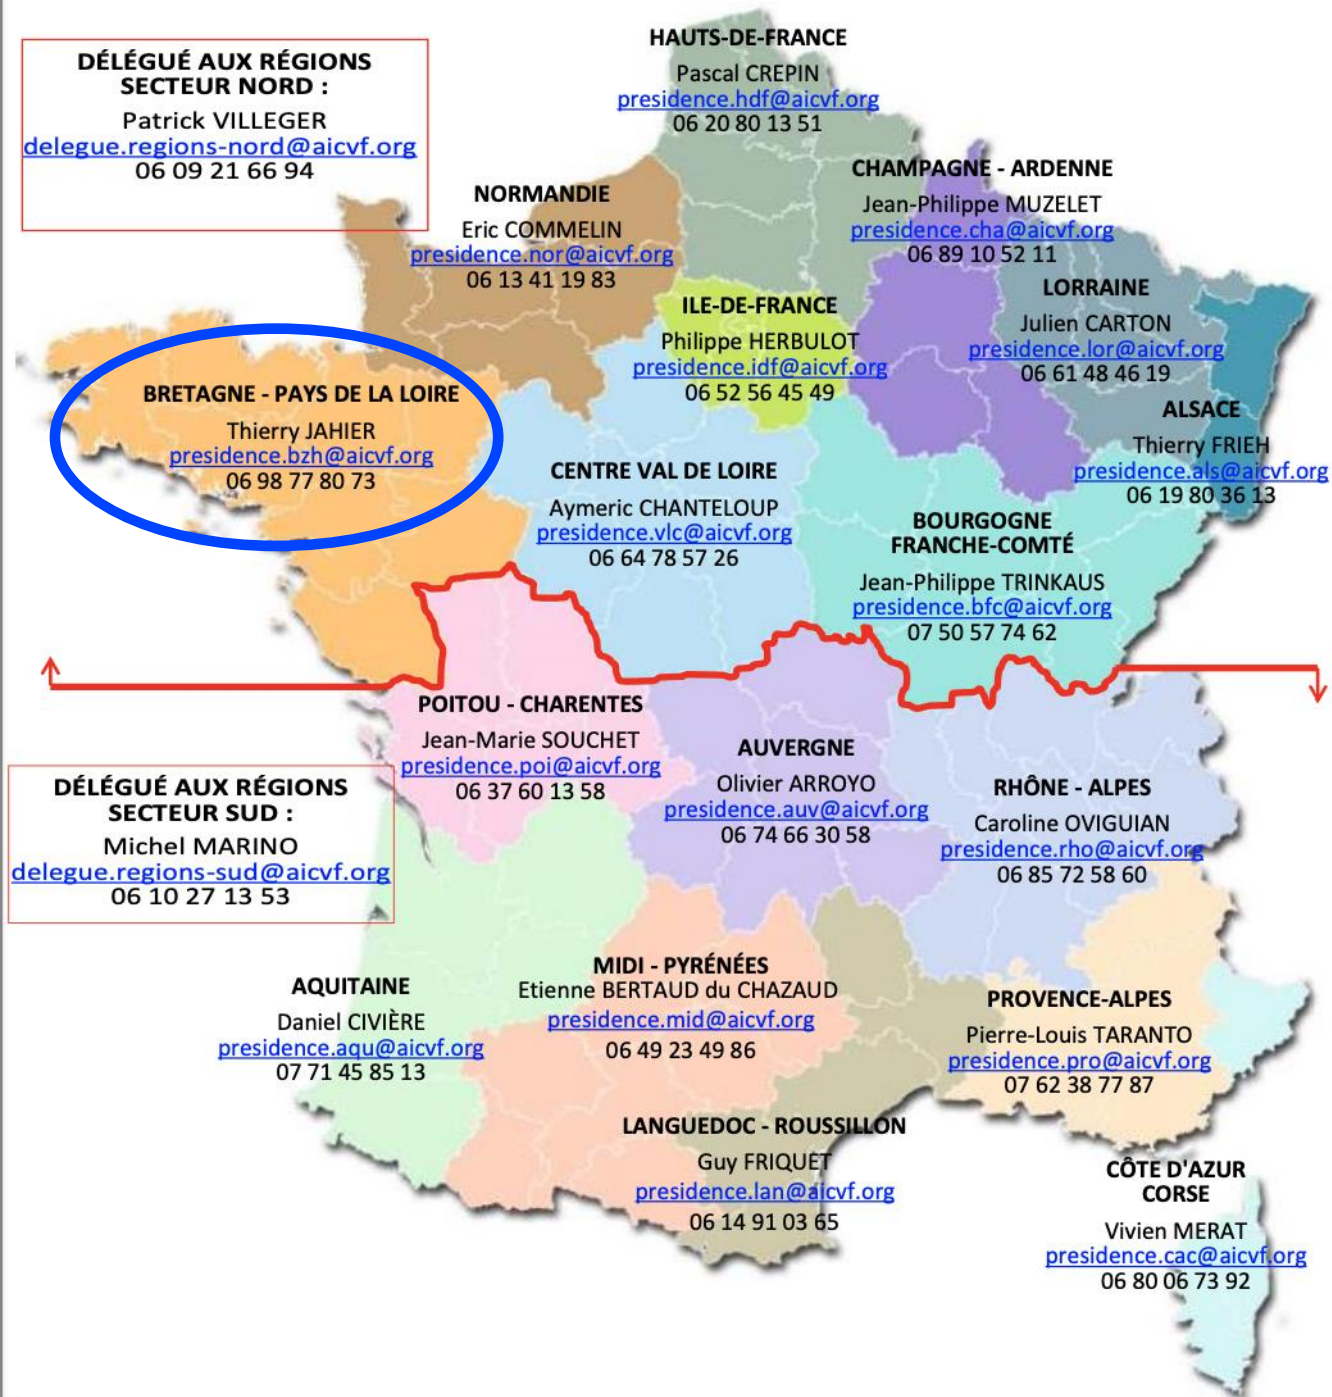 DÉLÉGUÉ AUX RÉGIONS
SECTEUR NORD :
Patrick VILLEGER
delegue.regions-nord@aicvf.org
06 09 21 66 94
HAUTS-DE-FRANCE
Pascal CREPIN
presidence.hdf@aicvf.org
06 20 80 13 51
NORMANDIE
Eric COMMELIN
presidence.nor@aicvf.org
06 13 41 19 83
CHAMPAGNE - ARDENNE
Jean-Philippe MUZELET
presidence.cha@aicvf.org
06 89 10 52 11
ILE-DE-FRANCE
Philippe HERBULOT
presidence.idf@aicvf.org
06 52 56 45 49
LORRAINE
Julien CARTON
presidence.lor@aicvf.org
06 61 48 46 19
BRETAGNE - PAYS DE LA LOIRE
Thierry JAHIER
presidence.bzh@aicvf.org
06 98 77 80 73
ALSACE
Thierry FRIEH
presidence.als@aicvf.org
06 19 80 36 13
CENTRE VAL DE LOIRE
Aymeric CHANTELOUP
presidence.vlc@aicvf.org
06 64 78 57 26
BOURGOGNE
FRANCHE-COMTÉ
Jean-Philippe TRINKAUS
presidence.bfc@aicvf.org
07 50 57 74 62
POITOU - CHARENTES
Jean-Marie SOUCHET
presidence.poi@aicvf.org
06 37 60 13 58
AUVERGNE
Olivier ARROYO
presidence.auv@aicvf.org
06 74 66 30 58
RHÔNE - ALPES
Caroline OVIGUIAN
presidence.rho@aicvf.org
06 85 72 58 60
DÉLÉGUÉ AUX RÉGIONS
SECTEUR SUD :
Michel MARINO
delegue.regions-sud@aicvf.org
06 10 27 13 53
AQUITAINE
Daniel CIVIÈRE
presidence.aqu@aicvf.org
07 71 45 85 13
MIDI - PYRÉNÉES
Etienne BERTAUD du CHAZAUD
presidence.mid@aicvf.org
06 49 23 49 86
PROVENCE-ALPES
Pierre-Louis TARANTO
presidence.pro@aicvf.org
07 62 38 77 87
LANGUEDOC - ROUSSILLON
Guy FRIQUET
presidence.lan@aicvf.org
06 14 91 03 65
CÔTE D'AZUR
CORSE
Vivien MERAT
presidence.cac@aicvf.org
06 80 06 73 92